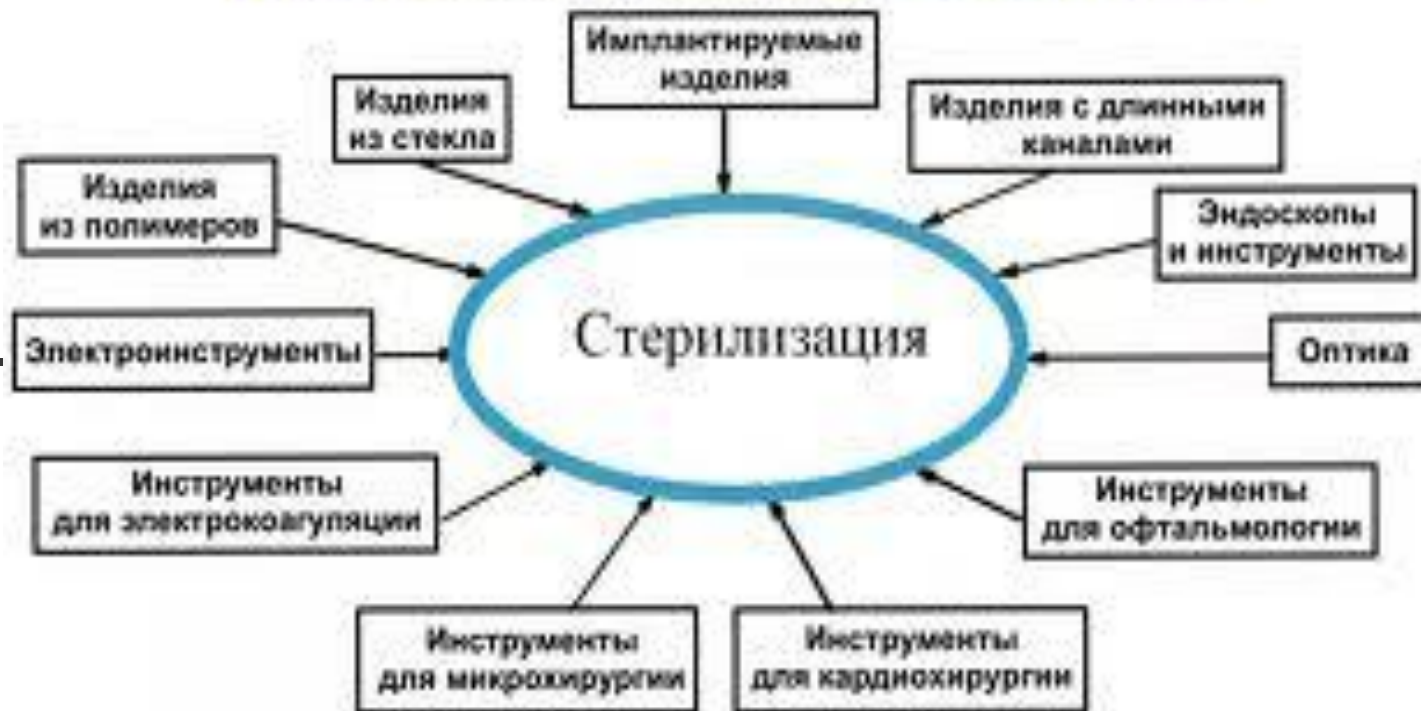 Имплантируемые
изделия
Изделия
из стекла
Изделия с длинными
каналами
Изделия
из полимеров
Эндоскопы
и инструменты
Стерилизация
Электроинструменты
Оптика
Инструменты
для электрокоагуляции
Инструменты
для офтальмологии
Инструменты
для микрохирургии
Инструменты
для кардиохирургии